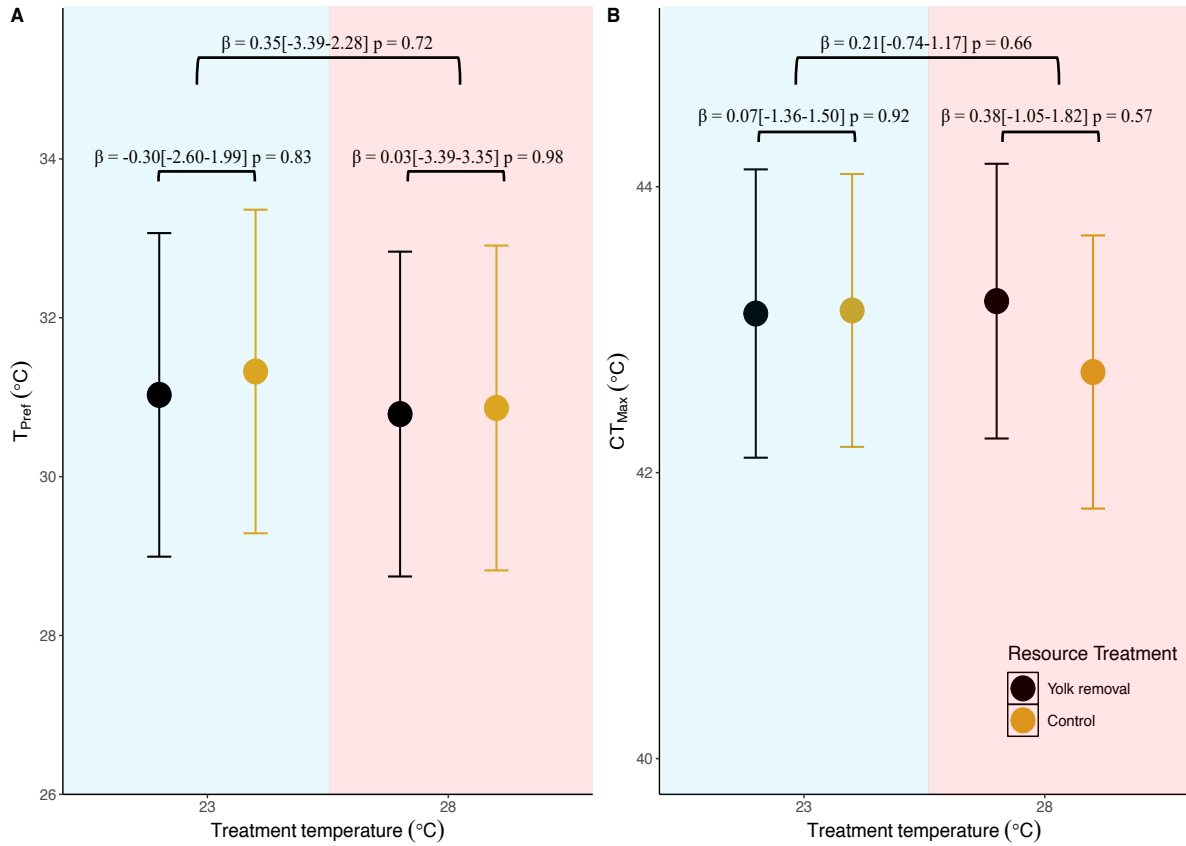 A
β = 0.35[-3.39-2.28] p = 0.72
β = -0.30[-2.60-1.99] p = 0.83
β = 0.03[-3.39-3.35] p = 0.98
34
32
30
28
26
T_Pref (°C)
23
28
Treatment temperature (°C)
B
β = 0.21[-0.74-1.17] p = 0.66
β = 0.07[-1.36-1.50] p = 0.92
β = 0.38[-1.05-1.82] p = 0.57
44
42
40
CT_Max (°C)
Resource Treatment
Yolk removal
Control
23
28
Treatment temperature (°C)